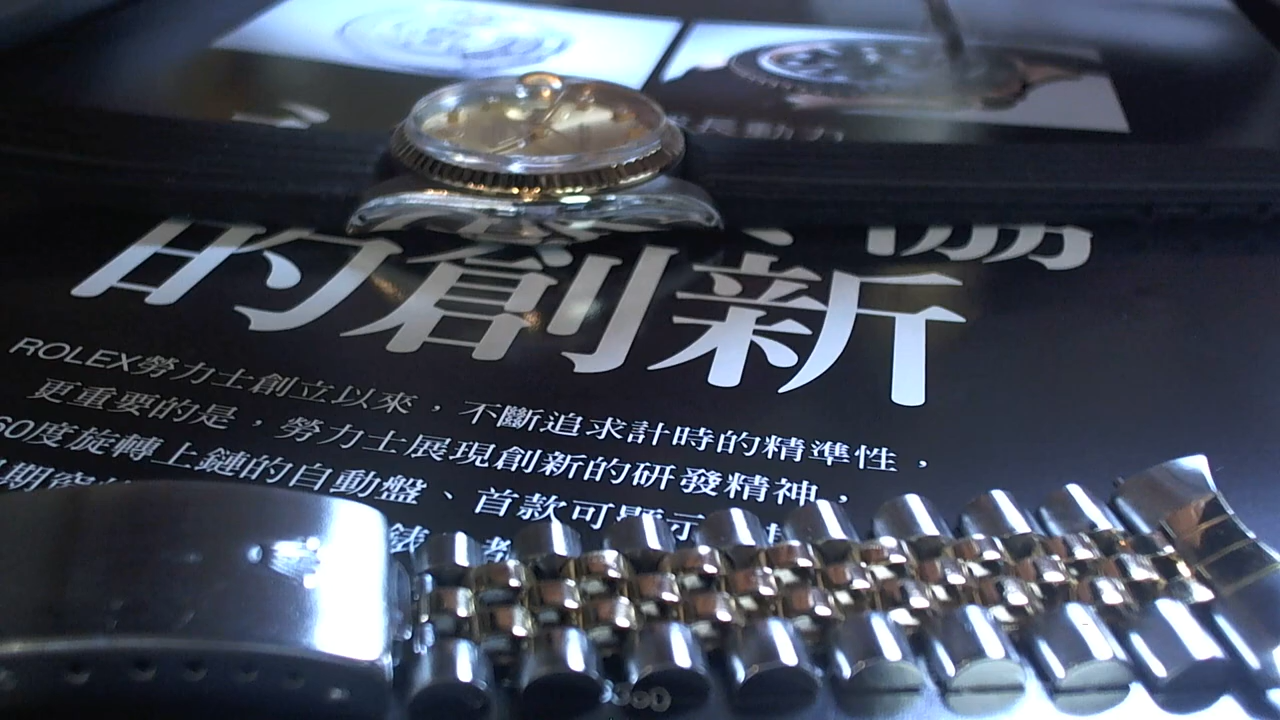 的創新
ROLEX勞力士創立以來，不斷追求計時的精準性，
更重要的是，勞力士展現創新的研發精神，
60度旋轉上鏈的自動盤、首款可顯示